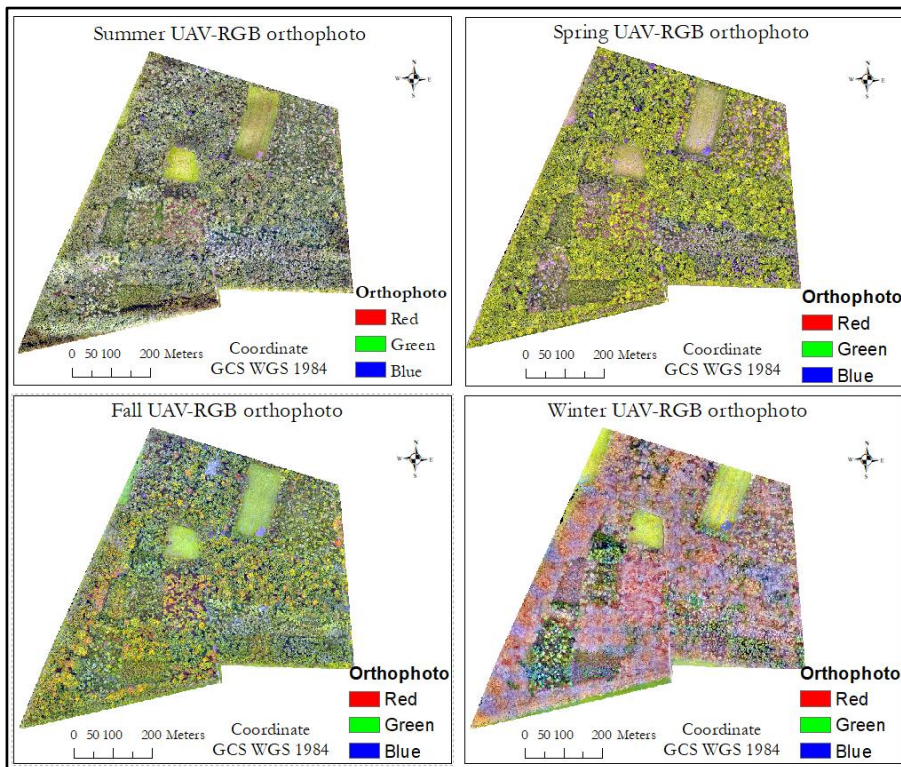 Summer UAV-RGB orthophoto
N
W E
S
Orthophoto
Red
Green
Blue
0 50 100 200 Meters
Coordinate
GCS WGS 1984
Spring UAV-RGB orthophoto
N
W E
S
Orthophoto
Red
Green
Blue
0 50 100 200 Meters
Coordinate
GCS WGS 1984
Fall UAV-RGB orthophoto
N
W E
S
Orthophoto
Red
Green
Blue
0 50 100 200 Meters
Coordinate
GCS WGS 1984
Winter UAV-RGB orthophoto
N
W E
S
Orthophoto
Red
Green
Blue
0 50 100 200 Meters
Coordinate
GCS WGS 1984